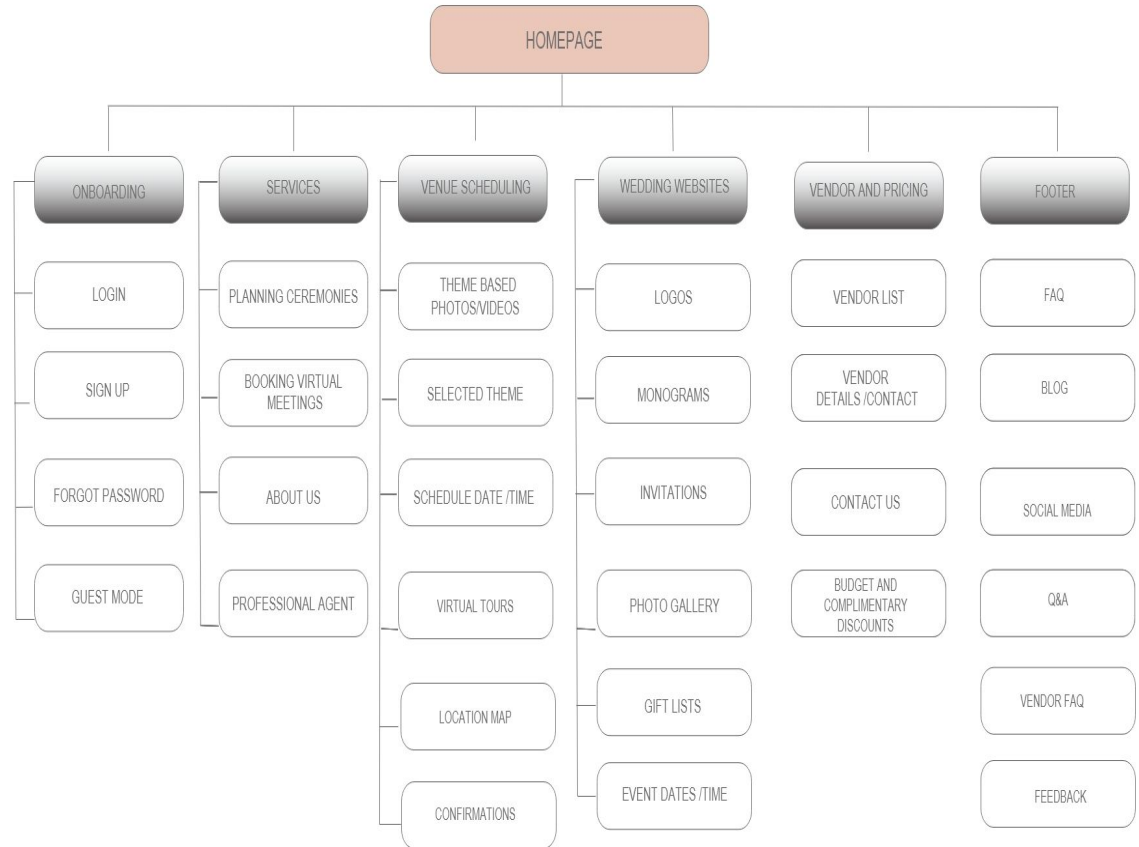 HOMEPAGE
ONBOARDING
SERVICES
VENUE SCHEDULING
WEDDING WEBSITES
VENDOR AND PRICING
FOOTER
LOGIN
SIGN UP
FORGOT PASSWORD
GUEST MODE
PLANNING CEREMONIES
BOOKING VIRTUAL
MEETINGS
ABOUT US
PROFESSIONAL AGENT
THEME BASED
PHOTOS/VIDEOS
SELECTED THEME
SCHEDULE DATE /TIME
VIRTUAL TOURS
LOCATION MAP
CONFIRMATIONS
LOGOS
MONOGRAMS
INVITATIONS
PHOTO GALLERY
GIFT LISTS
EVENT DATES /TIME
VENDOR LIST
VENDOR
DETAILS /CONTACT
CONTACT US
BUDGET AND
COMPLIMENTARY
DISCOUNTS
FAQ
BLOG
SOCIAL MEDIA
Q&A
VENDOR FAQ
FEEDBACK